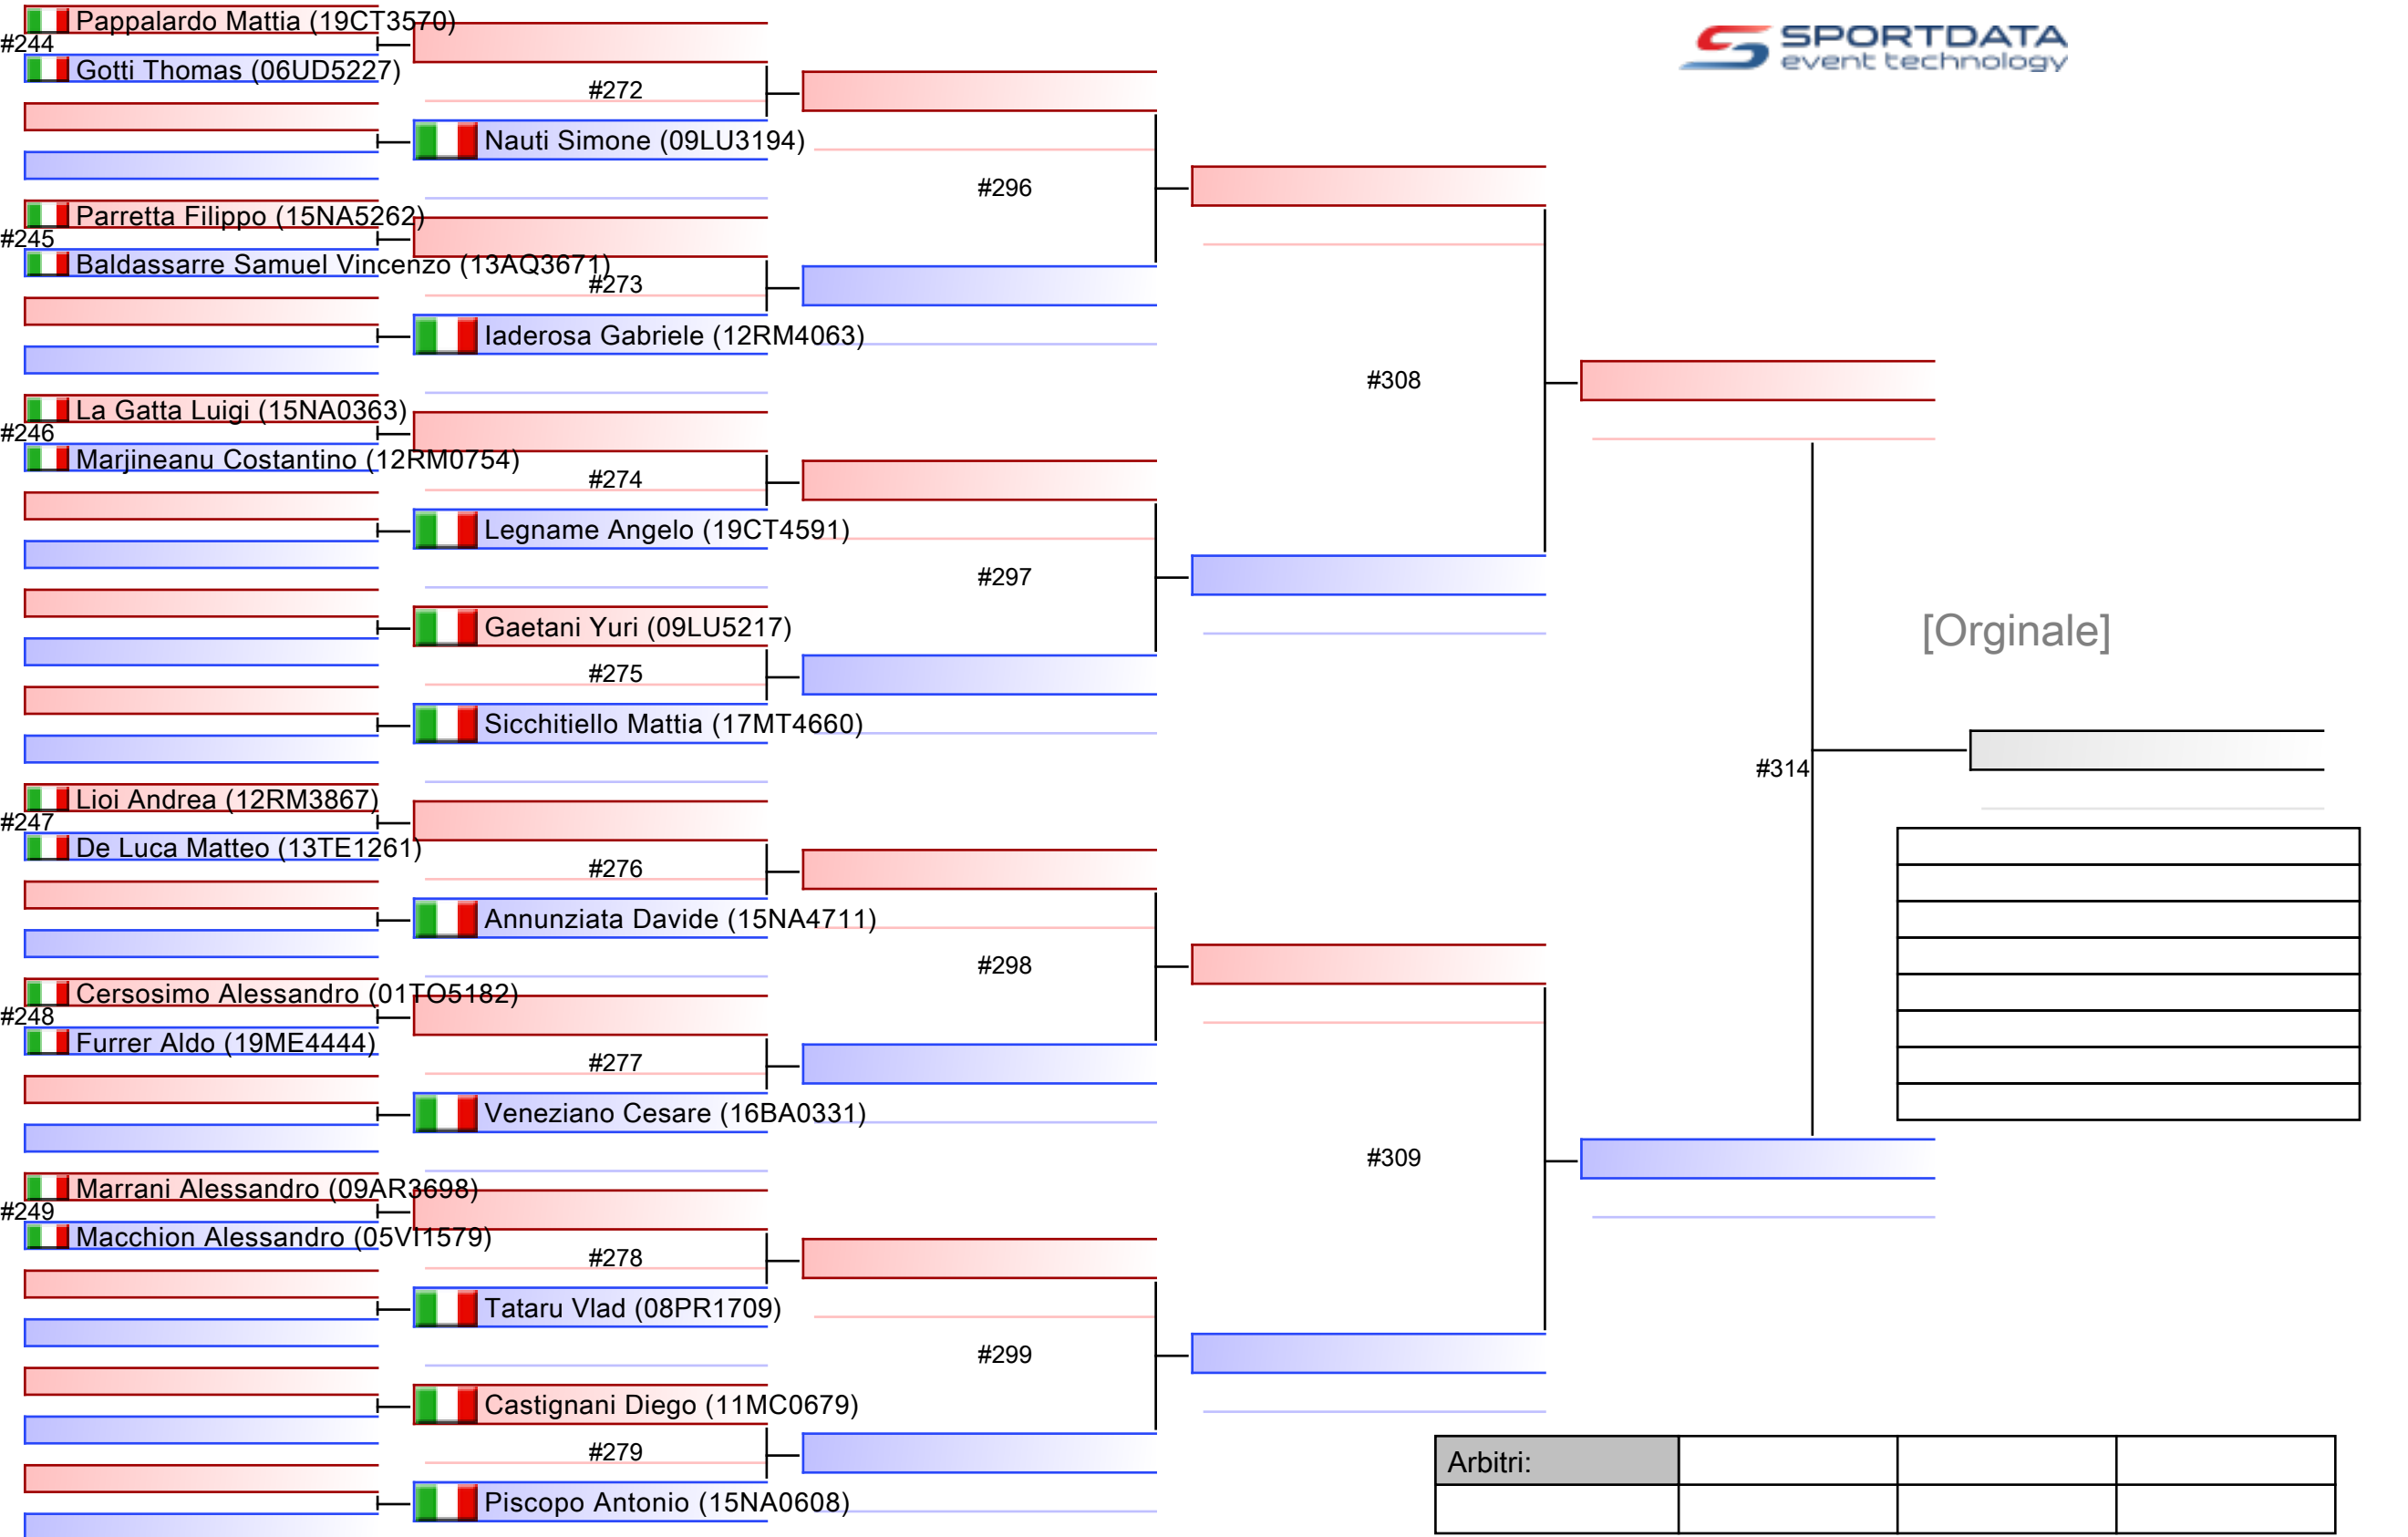 Pappalardo Mattia (19CT3570)
#244
Gotti Thomas (06UD5227)
#272
Nauti Simone (09LU3194)
#296
Parretta Filippo (15NA5262)
#245
Baldassarre Samuel Vincenzo (13AQ3671)
#273
Iaderosa Gabriele (12RM4063)
#308
La Gatta Luigi (15NA0363)
#246
Marjineanu Costantino (12RM0754)
#274
Legname Angelo (19CT4591)
#297
Gaetani Yuri (09LU5217)
#275
Sicchitiello Mattia (17MT4660)
SPORTDATA
event technology
[Orginale]
#314
Lioi Andrea (12RM3867)
#247
De Luca Matteo (13TE1261)
#276
Annunziata Davide (15NA4711)
#298
Cersosimo Alessandro (01TO5182)
#248
Furrer Aldo (19ME4444)
#277
Veneziano Cesare (16BA0331)
#309
Marrani Alessandro (09AR3698)
#249
Macchion Alessandro (05VI1579)
#278
Tataru Vlad (08PR1709)
#299
Castignani Diego (11MC0679)
#279
Piscopo Antonio (15NA0608)
Arbitri: